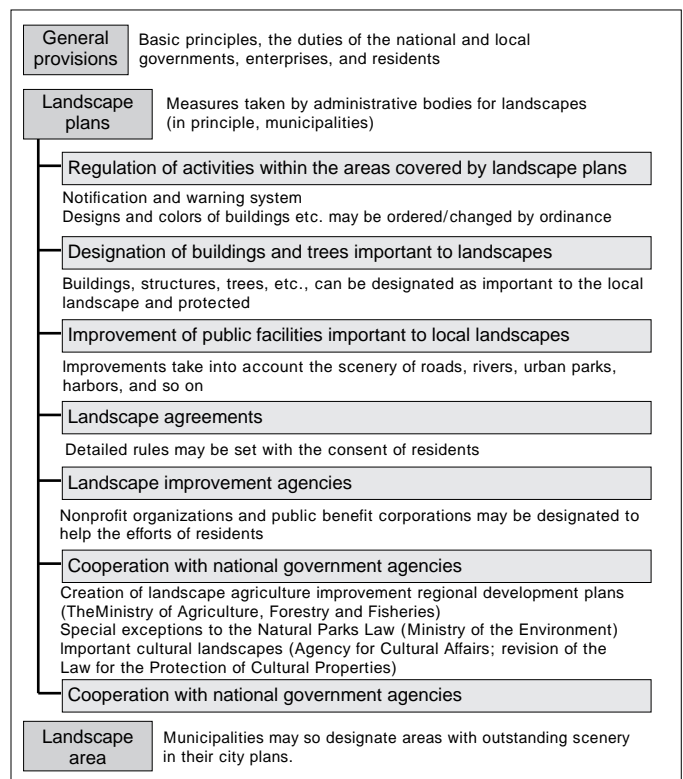 General
provisions
Basic principles, the duties of the national and local
governments, enterprises, and residents
Landscape
plans
Measures taken by administrative bodies for landscapes
(in principle, municipalities)
Regulation of activities within the areas covered by landscape plans
Notification and warning system
Designs and colors of buildings etc. may be ordered/changed by ordinance
Designation of buildings and trees important to landscapes
Buildings, structures, trees, etc., can be designated as important to the local
landscape and protected
Improvement of public facilities important to local landscapes
Improvements take into account the scenery of roads, rivers, urban parks,
harbors, and so on
Landscape agreements
Detailed rules may be set with the consent of residents
Landscape improvement agencies
Nonprofit organizations and public benefit corporations may be designated to
help the efforts of residents
Cooperation with national government agencies
Creation of landscape agriculture improvement regional development plans
(TheMinistry of Agriculture, Forestry and Fisheries)
Special exceptions to the Natural Parks Law (Ministry of the Environment)
Important cultural landscapes (Agency for Cultural Affairs; revision of the
Law for the Protection of Cultural Properties)
Cooperation with national government agencies
Landscape
area
Municipalities may so designate areas with outstanding scenery
in their city plans.